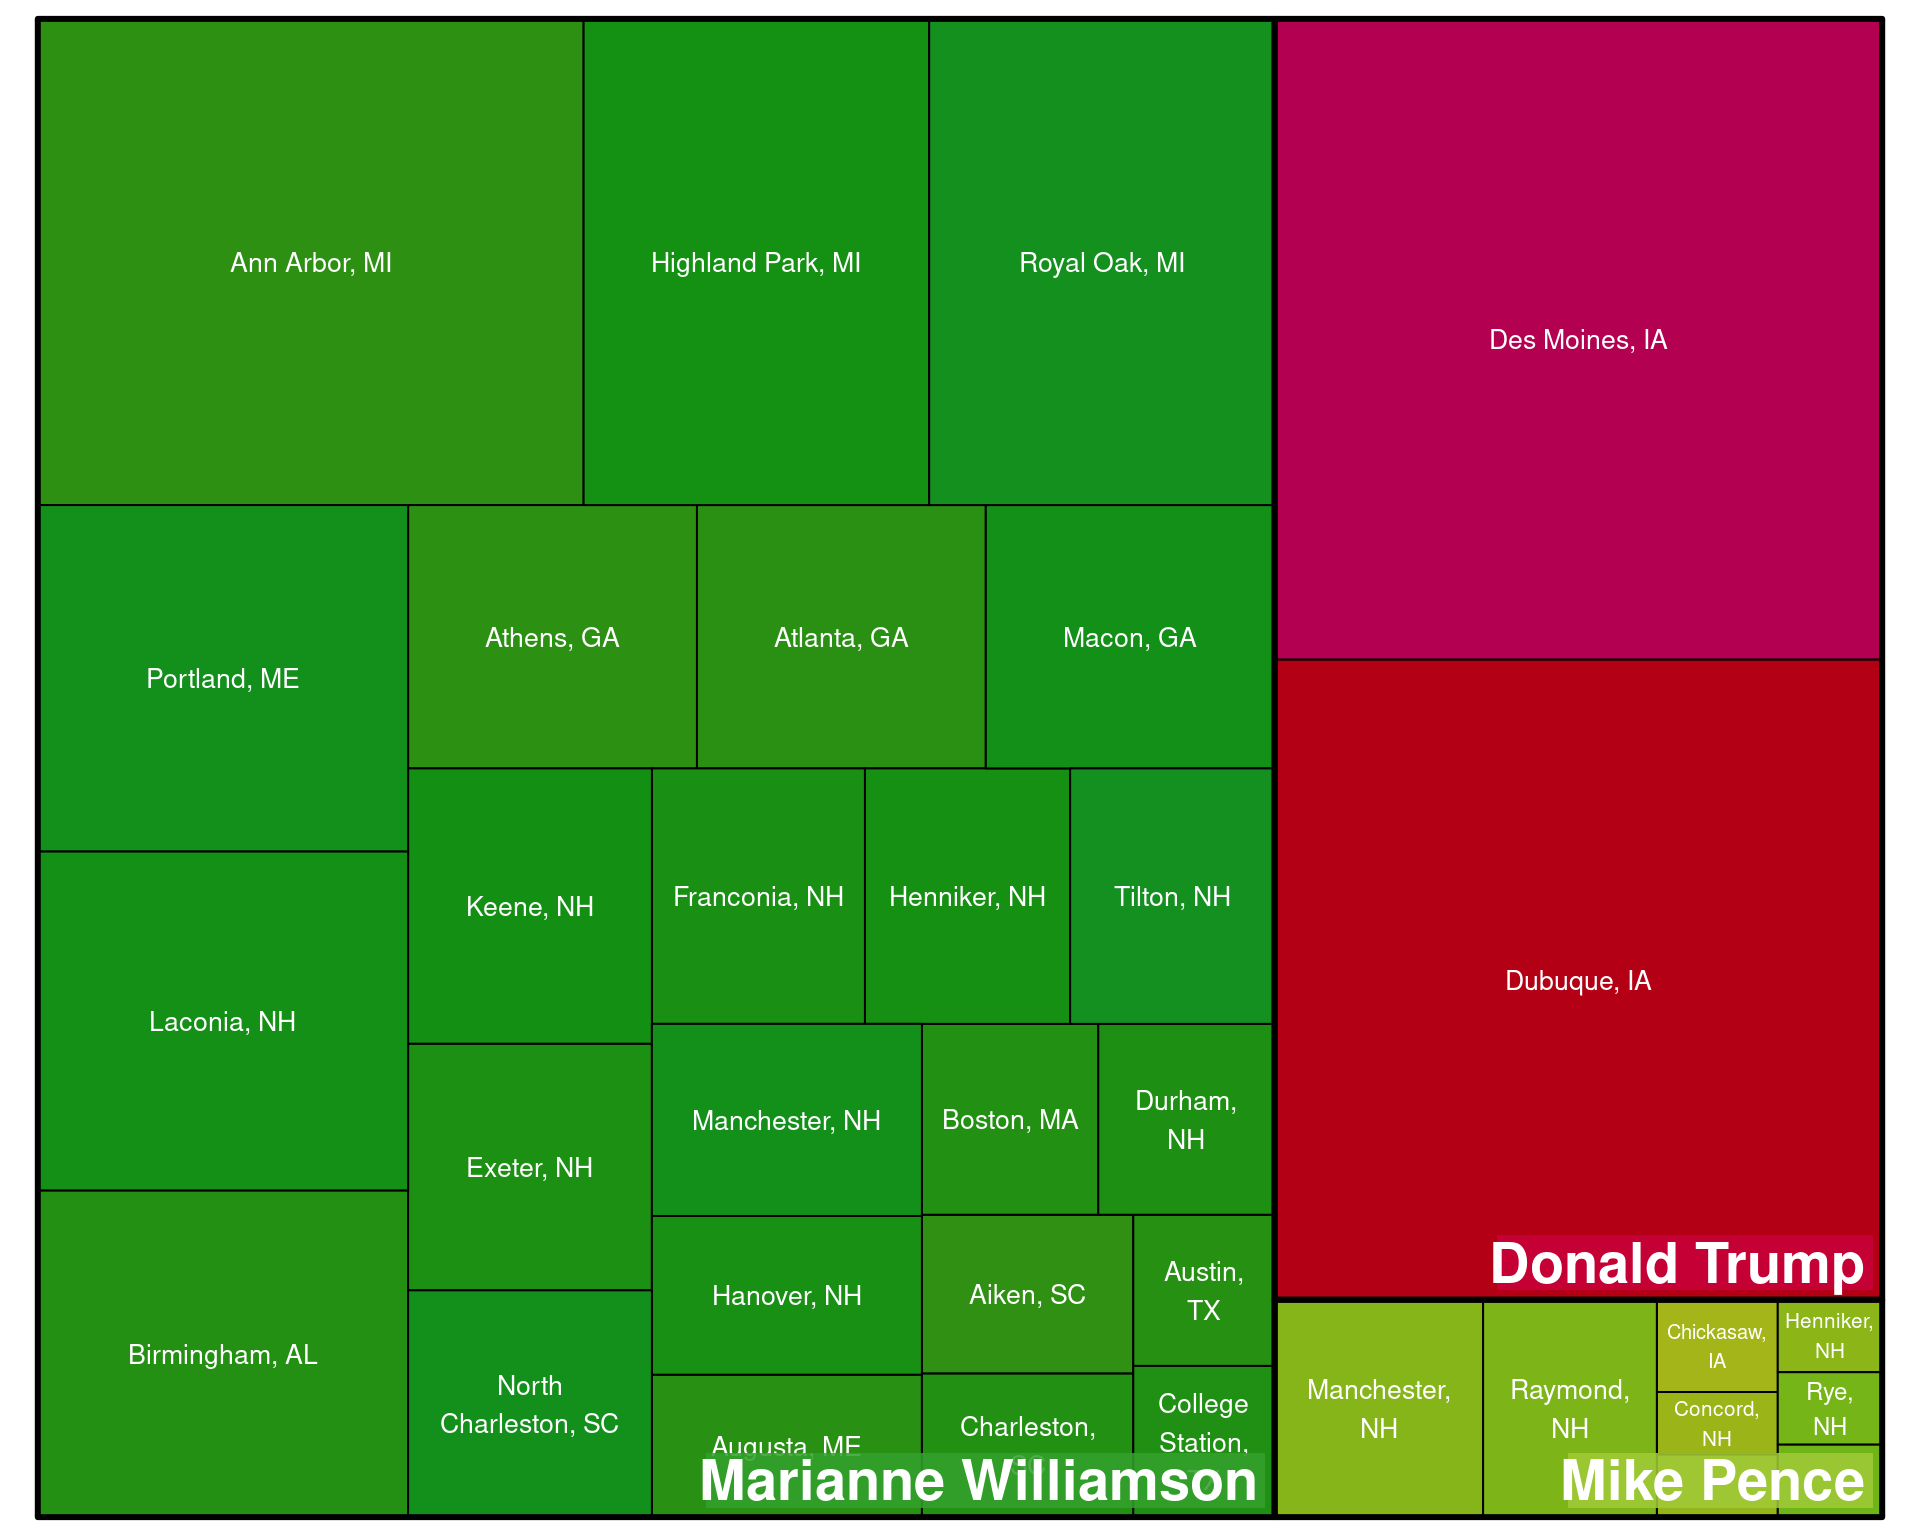 Ann Arbor, MI
Highland Park, MI
Royal Oak, MI
Portland, ME
Athens, GA
Atlanta, GA
Macon, GA
Laconia, NH
Keene, NH
Franconia, NH
Henniker, NH
Tilton, NH
Birmingham, AL
Exeter, NH
Manchester, NH
Boston, MA
Durham,
NH
North
Charleston, SC
Hanover, NH
Aiken, SC
Austin,
TX
Augusta, ME
Charleston,
SC
College
Station,
Marianne Williamson
Des Moines, IA
Dubuque, IA
Donald Trump
Manchester,
NH
Raymond,
NH
Chickasaw,
IA
Henniker,
NH
Concord,
NH
Rye,
NH
Mike Pence